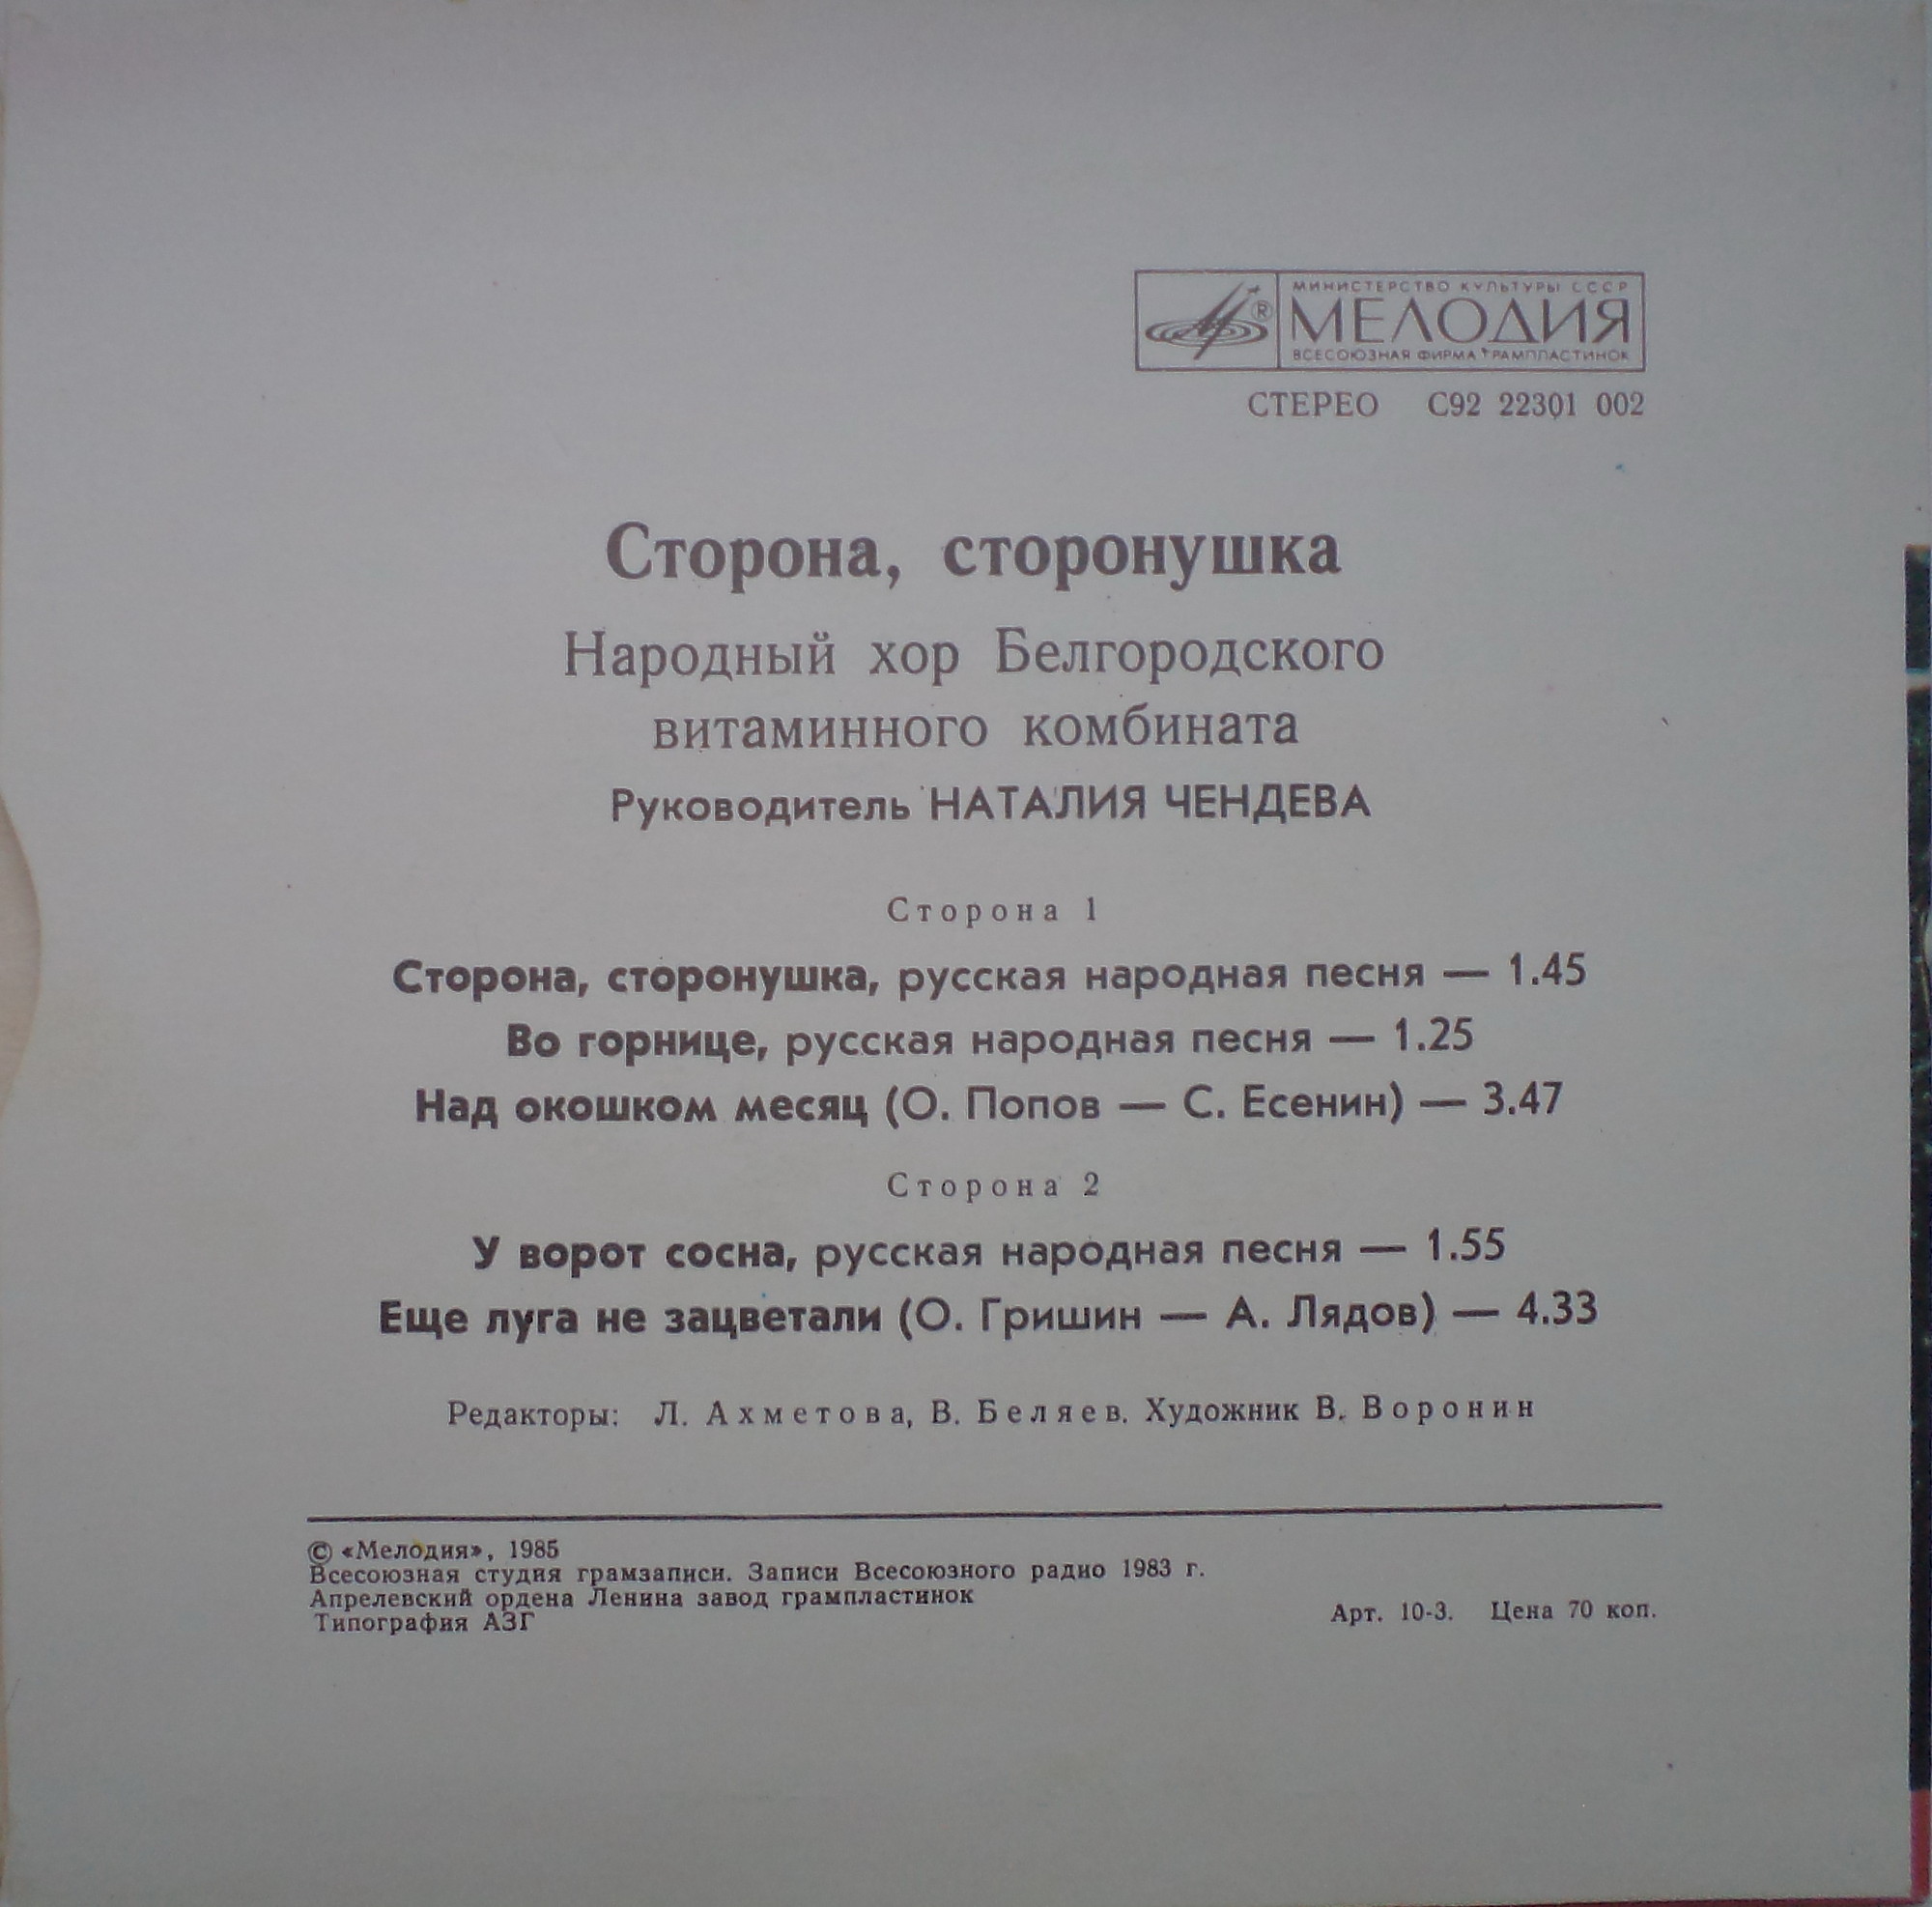 МИНИСТЕРСТВО КУЛЬТУРЫ СССР
МЕЛОДИЯ
ВСЕСОЮЗНАЯ ФИРМА ГРАМПЛАСТИНОК
СТЕРЕО С92 22301 002
Сторона, сторонушка
Народный хор Белгородского
витаминного комбината
Руководитель НАТАЛИЯ ЧЕНДЕВА
Сторона 1
Сторона, сторонушка, русская народная песня — 1.45
Во горнице, русская народная песня — 1.25
Над окошком месяц (О. Попов — С. Есенин) — 3.47
Сторона 2
У ворот сосна, русская народная песня — 1.55
Еще луга не зацветали (О. Гришин — А. Лядов) — 4.33
Редакторы: Л. Ахметова, В. Беляев. Художник В. Воронин
© «Мелодия», 1985
Всесоюзная студия грамзаписи. Записи Всесоюзного радио 1983 г.
Апрелевский ордена Ленина завод грампластинок
Типография АЗГ
Арт. 10-3. Цена 70 коп.